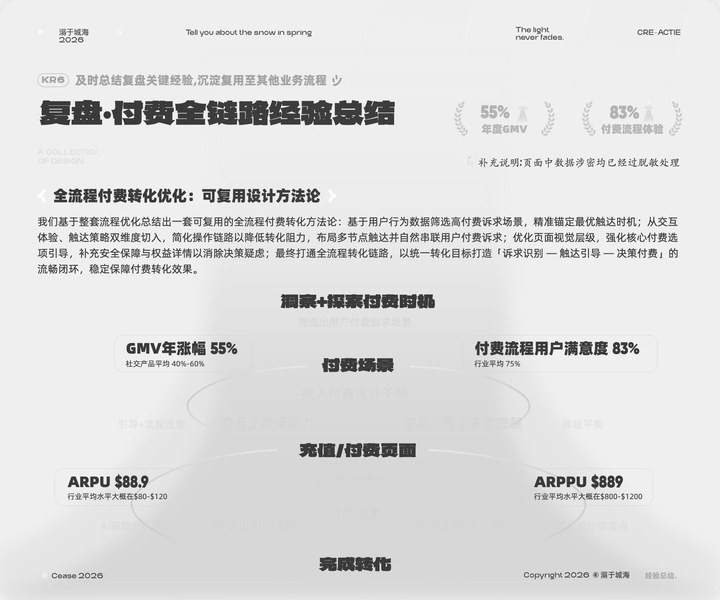 溺于城海
2026
Tell you about the snow in spring
The light
never fades.
CRE-ACTIE
KR6 及时总结复盘关键经验,沉淀复用至其他业务流程
复盘·付费全链路经验总结
55%
年度GMV
83%
付费流程体验
A COLLECTION
OF DESIGN
补充说明:页面中数据涉密均已经过脱敏处理
全流程付费转化优化：可复用设计方法论
我们基于整套流程优化总结出一套可复用的全流程付费转化方法论：基于用户行为数据筛选高付费诉求场景，精准锚定最优触达时机；从交互
体验、触达策略双维度切入，简化操作链路以降低转化阻力，布局多节点触达并自然串联用户付费诉求；优化页面视觉层级，强化核心付费选
项引导，补充安全保障与权益详情以消除决策疑虑；最终打通全流程转化链路，以统一转化目标打造「诉求识别 — 触达引导 — 决策付费」的
流畅闭环，稳定保障付费转化效果。
洞察+探索付费时机
GMV年涨幅 55%
社交产品平均 40%-60%
付费流程用户满意度 83%
行业平均 75%
付费场景
充值/付费页面
ARPU $88.9
行业平均水平大概在$80-$120
ARPPU $889
行业平均水平大概在$800-$1200
完成转化
Cease 2026
Copyright 2026 ® 溺于城海
经验总结.